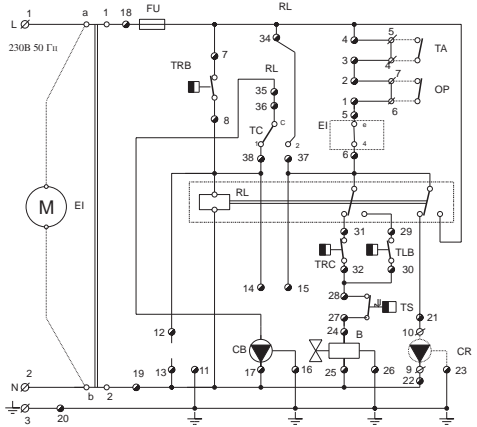 RL
FU
a 1 18
L 1
34
4 5
TA
230В 50 Гц
3 4
7
RL
TRB
2 7
OP
35
36
1 6
8
5
TC C
EI e
4
1 2
6
38 37
RL
M EI
31 29
TRC TLB
32 30
14 15
28
TS
27 21
12
24 10
B
CB
CR
2
N
13 11
17 16
25 26
9 23
22
b 2 19
3 20